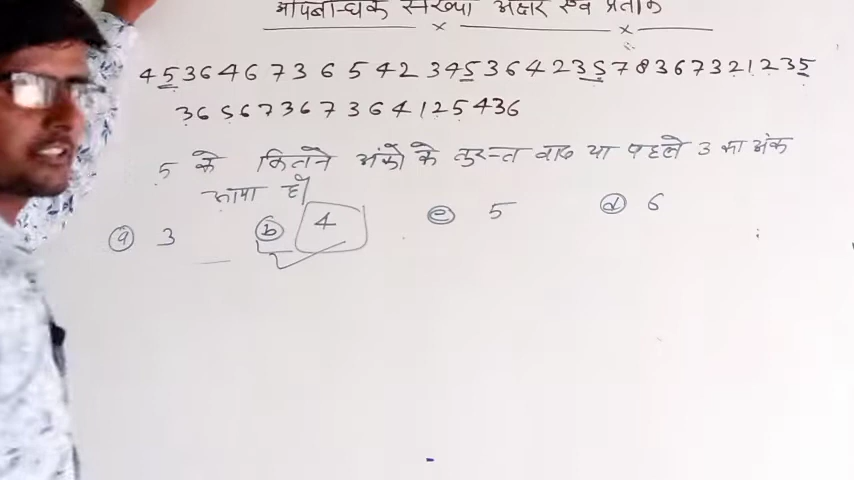 संख्या अक्षर एवं प्रतीक
4 5 3 6 4 6 7 3 6 5 4 2 3 4 5 3 6 4 2 3 5 7 8 3 6 7 3 2 1 2 3 5
3 6 5 6 7 3 6 7 3 6 4 1 2 5 4 3 6
5 के कितने अंको के तुरन्त बाद या पहले 3 का अंक
आया है।
(a) 3 (b) 4 (c) 5 (d) 6